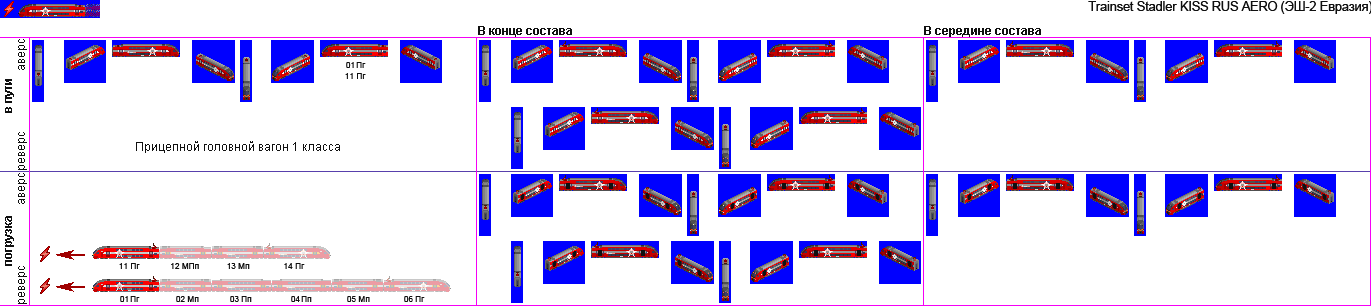 Trainset Stadler KISS RUS AERO (ЭШ-2 Евразия)
В конце состава
В середине состава
в пути
аверс
реверс
01 Пг
11 Пг
Прицепной головной вагон 1 класса
погрузка
аверс
реверс
11 Пг 12 МПп 13 Мп 14 Пг
01 Пг 02 Мп 03 Пп 04 Пп 05 Мп 06 Пг